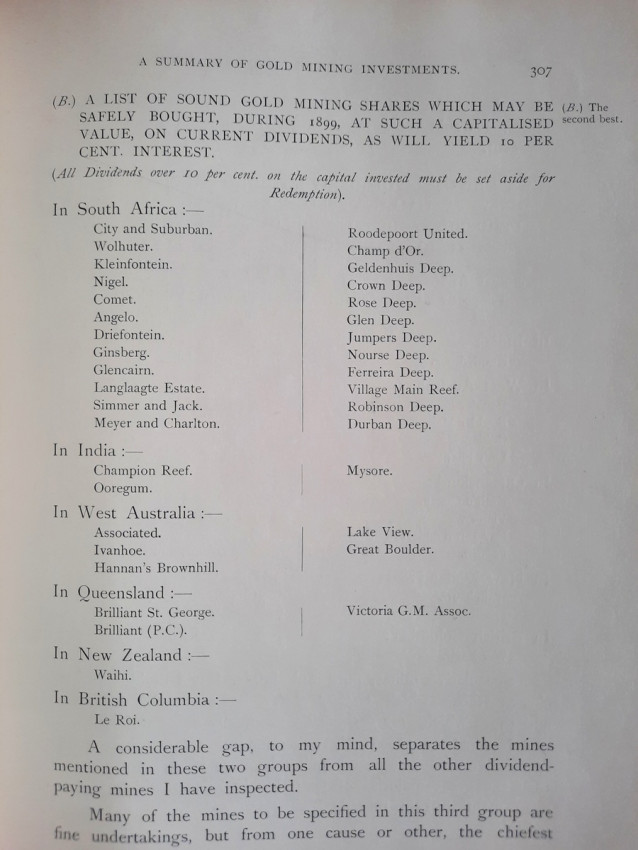 A SUMMARY OF GOLD MINING INVESTMENTS. 307
(B.) A LIST OF SOUND GOLD MINING SHARES WHICH MAY BE
SAFELY BOUGHT, DURING 1899, AT SUCH A CAPITALISED
VALUE, ON CURRENT DIVIDENDS, AS WILL YIELD 10 PER
CENT. INTEREST.
(B.) The
second best.
(All Dividends over 10 per cent. on the capital invested must be set aside for
Redemption).
In South Africa :—
City and Suburban.
Wolhuter.
Kleinfontein.
Nigel.
Comet.
Angelo.
Driefontein.
Ginsberg.
Glencairn.
Langlaagte Estate.
Simmer and Jack.
Meyer and Charlton.
Roodepoort United.
Champ d'Or.
Geldenhuis Deep.
Crown Deep.
Rose Deep.
Glen Deep.
Jumpers Deep.
Nourse Deep.
Ferreira Deep.
Village Main Reef.
Robinson Deep.
Durban Deep.
In India :—
Champion Reef.
Ooregum.
Mysore.
In West Australia :—
Associated.
Ivanhoe.
Hannan's Brownhill.
Lake View.
Great Boulder.
In Queensland :—
Brilliant St. George.
Brilliant (P.C.).
Victoria G.M. Assoc.
In New Zealand :—
Waihi.
In British Columbia :—
Le Roi.
A considerable gap, to my mind, separates the mines
mentioned in these two groups from all the other dividend-
paying mines I have inspected.
Many of the mines to be specified in this third group are
fine undertakings, but from one cause or other, the chiefest